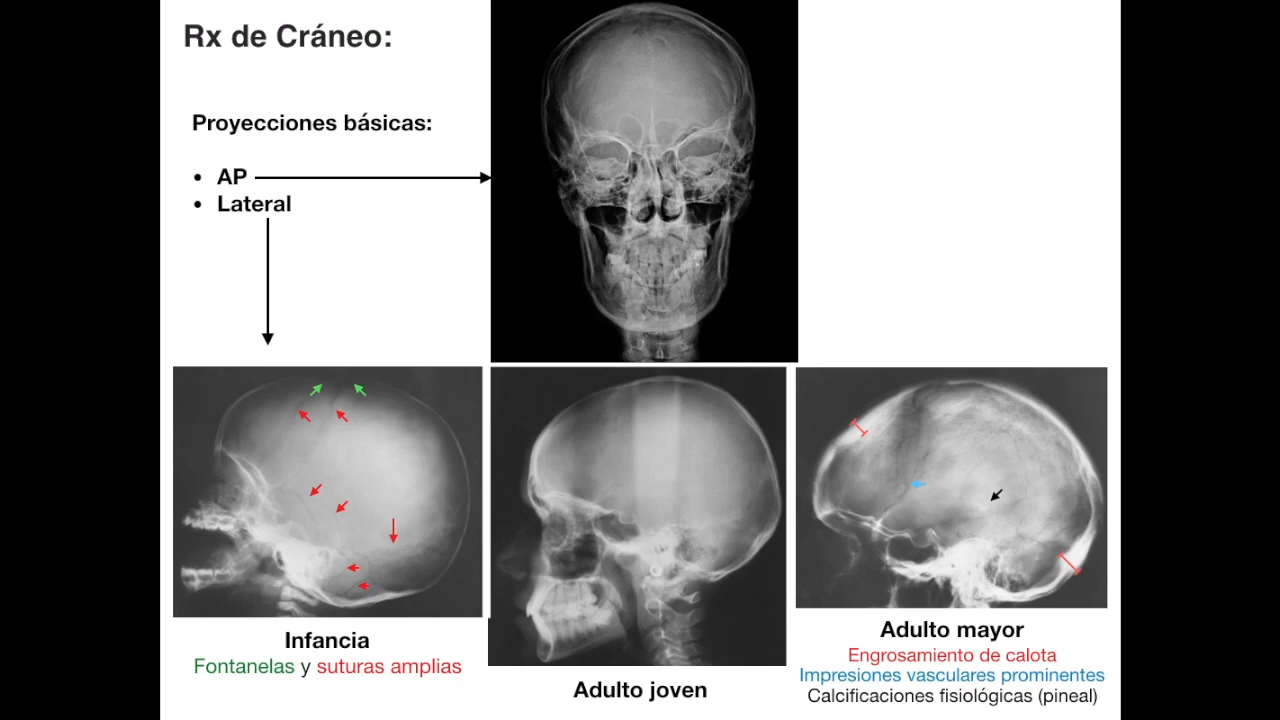 Rx de Cráneo:
Proyecciones básicas:
• AP
• Lateral
Infancia
Fontanelas y suturas amplias
Adulto joven
Adulto mayor
Engrosamiento de calota
Impresiones vasculares prominentes
Calcificaciones fisiológicas (pineal)